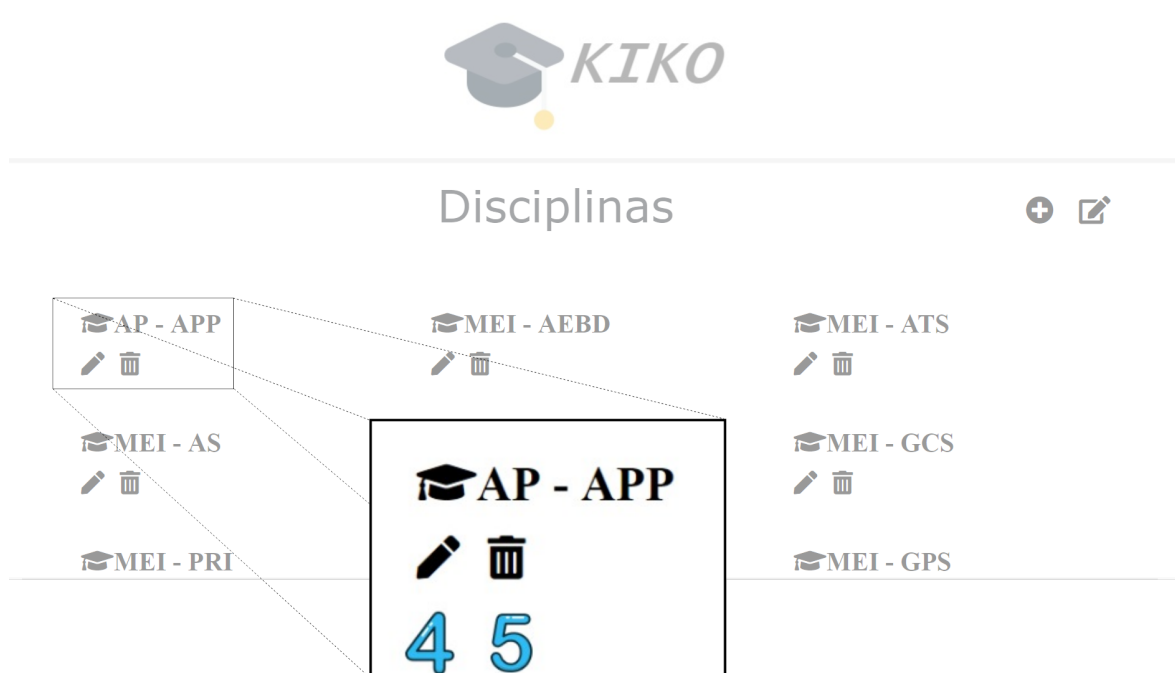 KIKO
Disciplinas
AP - APP
MEI - AEBD
MEI - ATS
MEI - AS
MEI - GCS
AP - APP
MEI - PRI
MEI - GPS
4 5